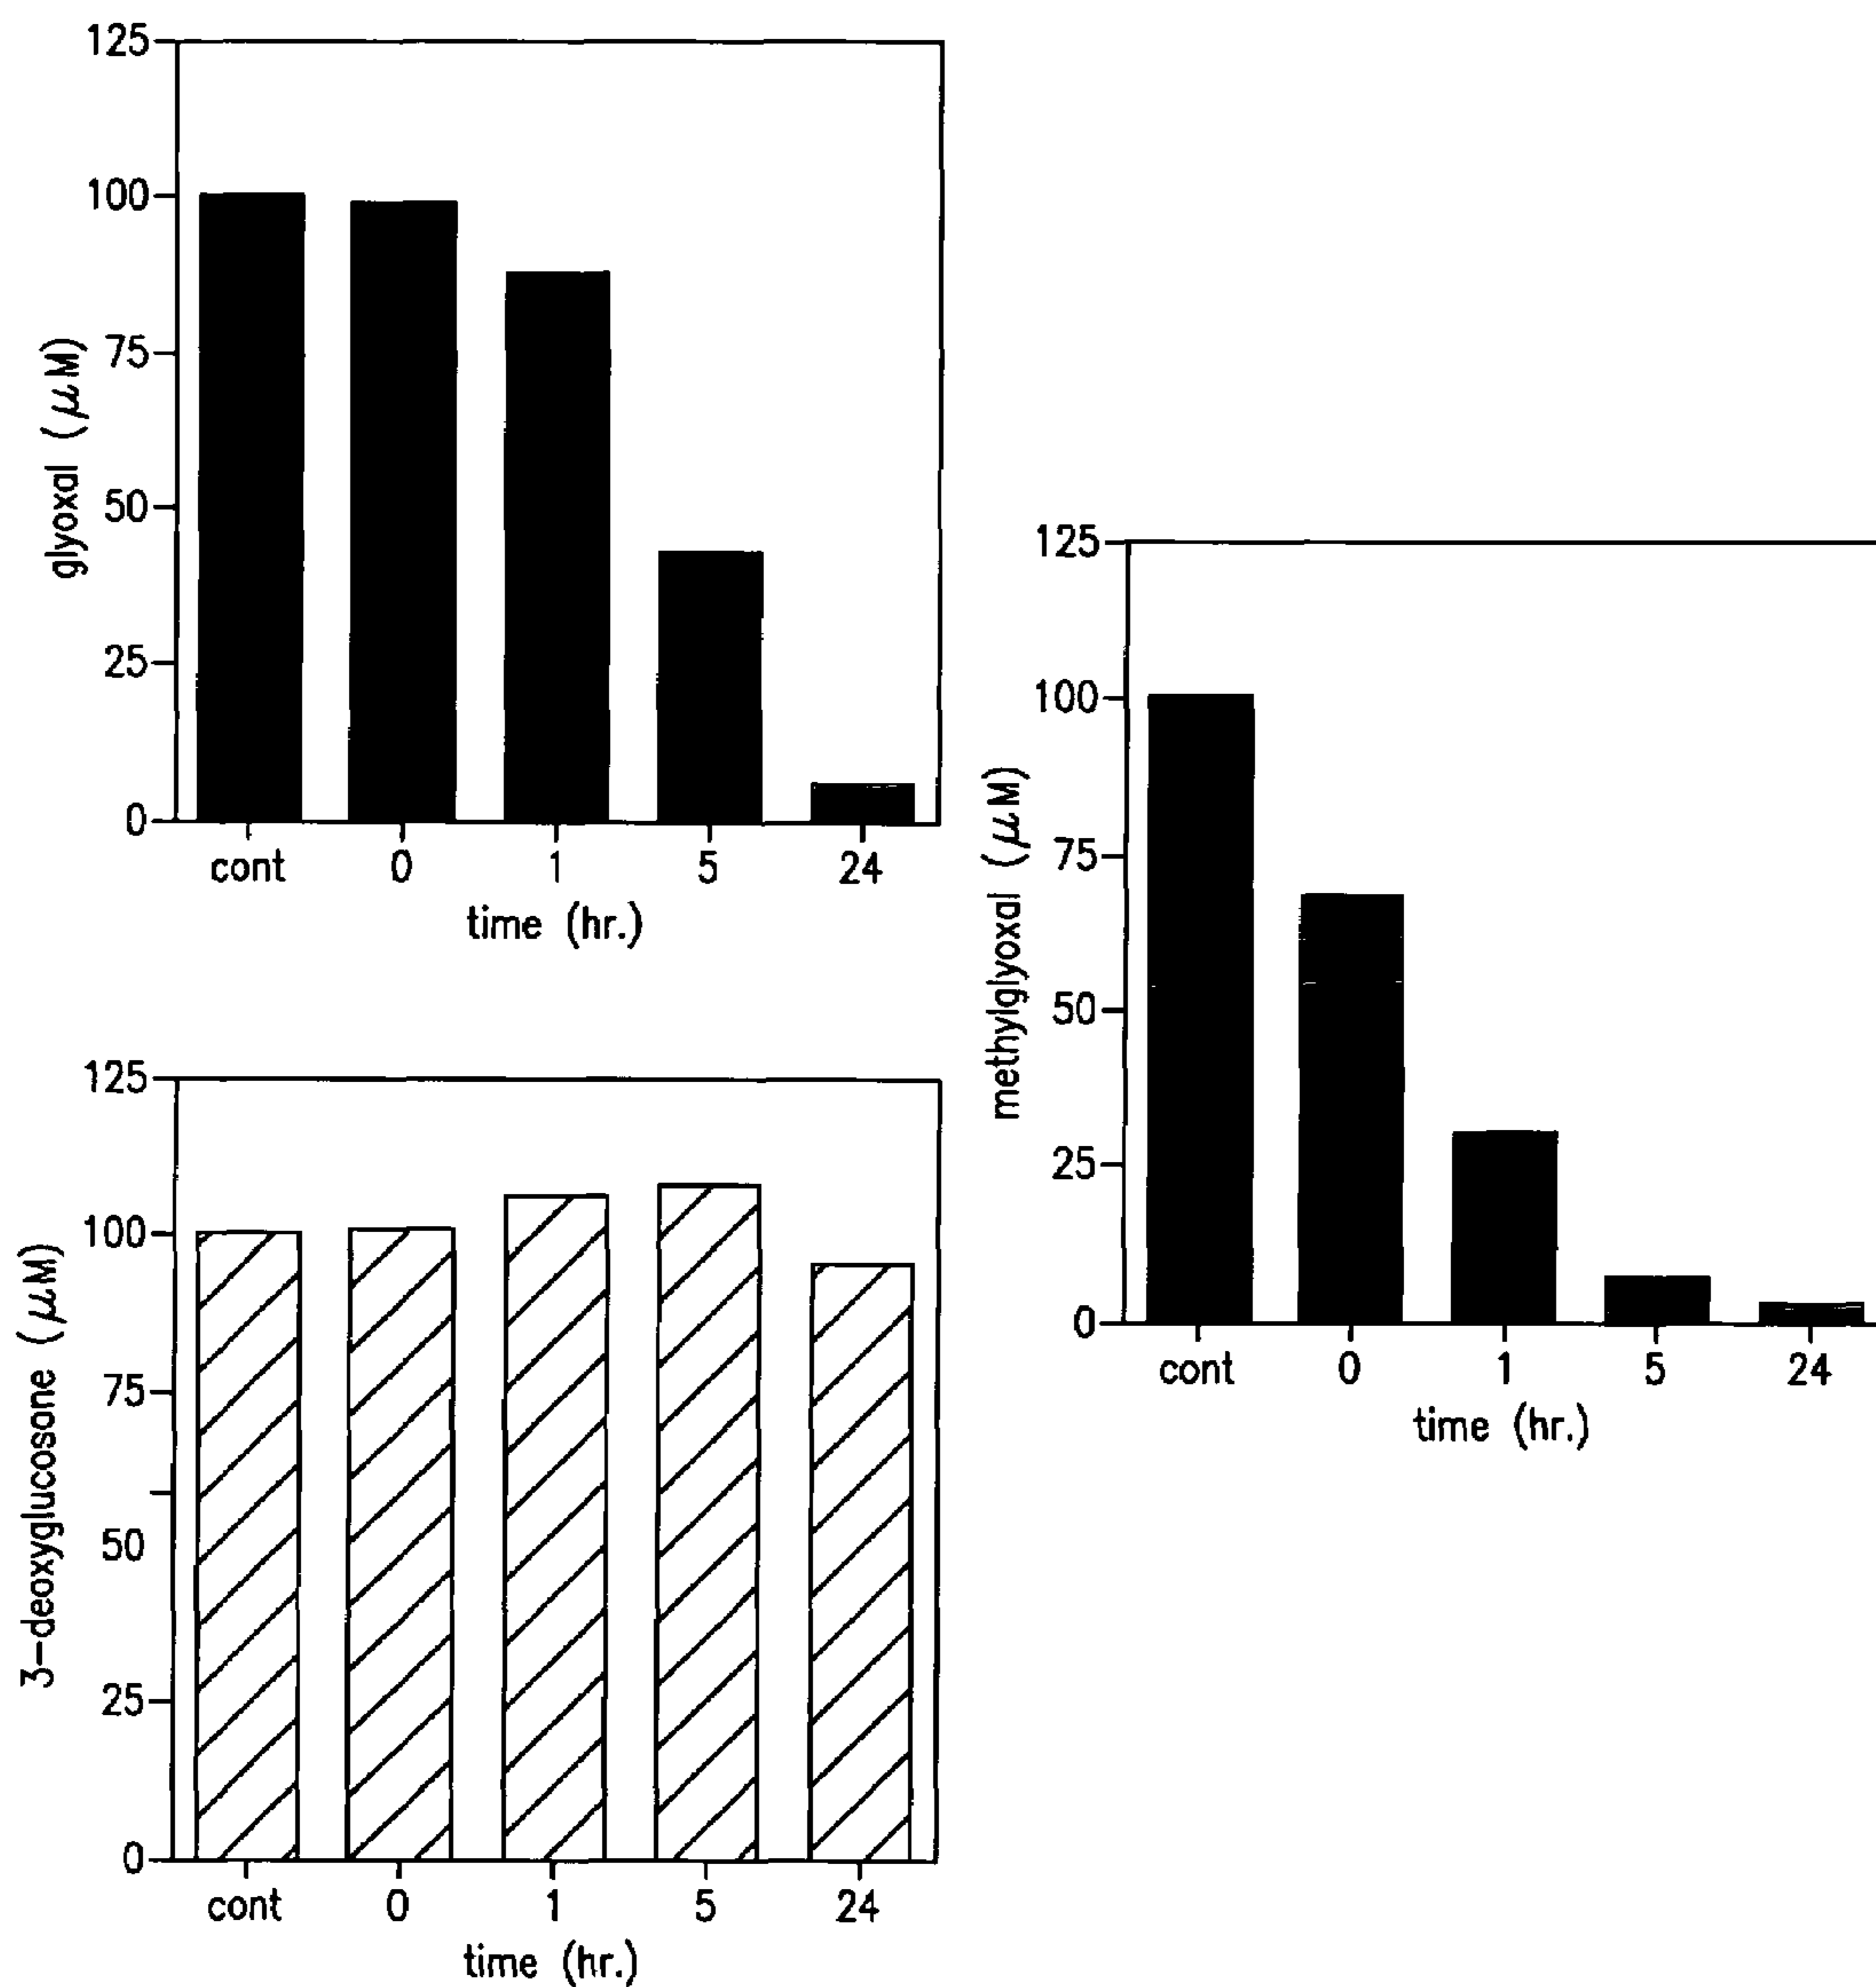 125
100
75
50
25
0
glyoxal (μM)
cont 0 1 5 24
time (hr.)
125
100
75
50
25
0
methylglyoxal (μM)
cont 0 1 5 24
time (hr.)
125
100
75
50
25
0
3-deoxyglucosone (μM)
cont 0 1 5 24
time (hr.)